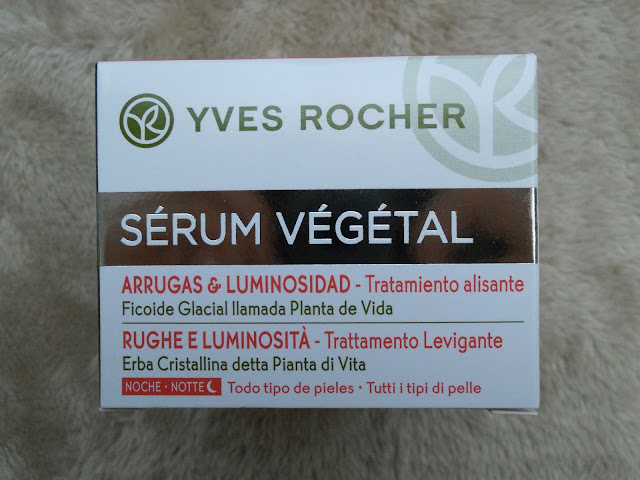 YVES ROCHER
SÉRUM VÉGÉTAL
ARRUGAS & LUMINOSIDAD - Tratamiento alisante
Ficoide Glacial llamada Planta de Vida
RUGHE E LUMINOSITÀ - Trattamento Levigante
Erba Cristallina detta Pianta di Vita
NOCHE • NOTTE Todo tipo de pieles • Tutti i tipi di pelle